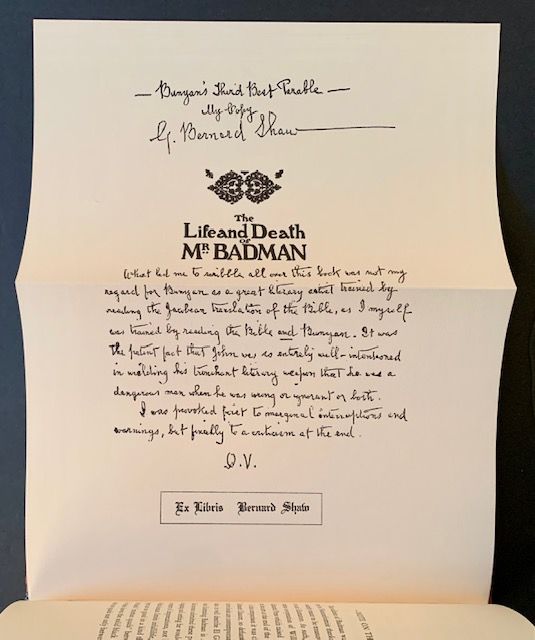 — Bunyan's Third Best Parable —
My Copy
G. Bernard Shaw
The
Life and Death
of
Mr. BADMAN
What led me to scribble all over this book was not my
regard for Bunyan as a great literary artist trained by
reading the Jacobean translation of the Bible, as I myself
was trained by reading the Bible and Bunyan. It was
the patent fact that John was so entirely well-intentioned
in wielding his trenchant literary weapon that he was a
dangerous man when he was wrong or ignorant or both.
I was provoked first to marginal interruptions and
warnings, but finally to a criticism at the end.
Q.V.
Ex Libris Bernard Shaw